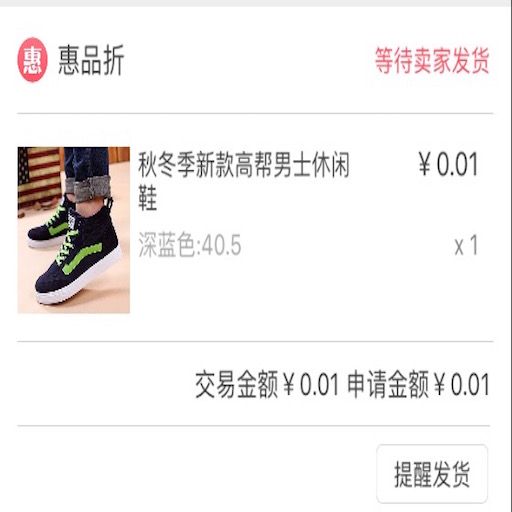 惠 惠品折 等待卖家发货
秋冬季新款高帮男士休闲 ¥0.01
鞋
深蓝色:40.5 x1
交易金额¥0.01 申请金额¥0.01
提醒发货